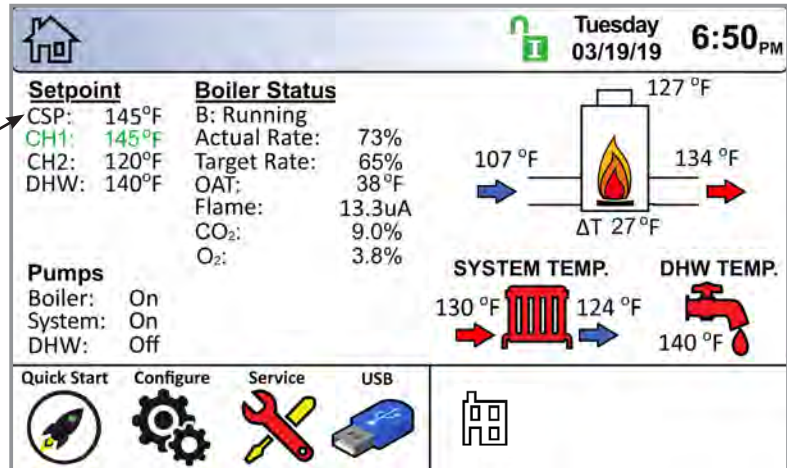 Tuesday
03/19/19
6:50 PM
Setpoint
CSP: 145°F
CH1: 145°F
CH2: 120°F
DHW: 140°F
Boiler Status
B: Running
Actual Rate: 73%
Target Rate: 65%
OAT: 38°F
Flame: 13.3uA
CO₂: 9.0%
O₂: 3.8%
127 °F
107 °F
134 °F
ΔT 27°F
Pumps
Boiler: On
System: On
DHW: Off
SYSTEM TEMP.
130 °F
124 °F
DHW TEMP.
140 °F
Quick Start
Configure
Service
USB